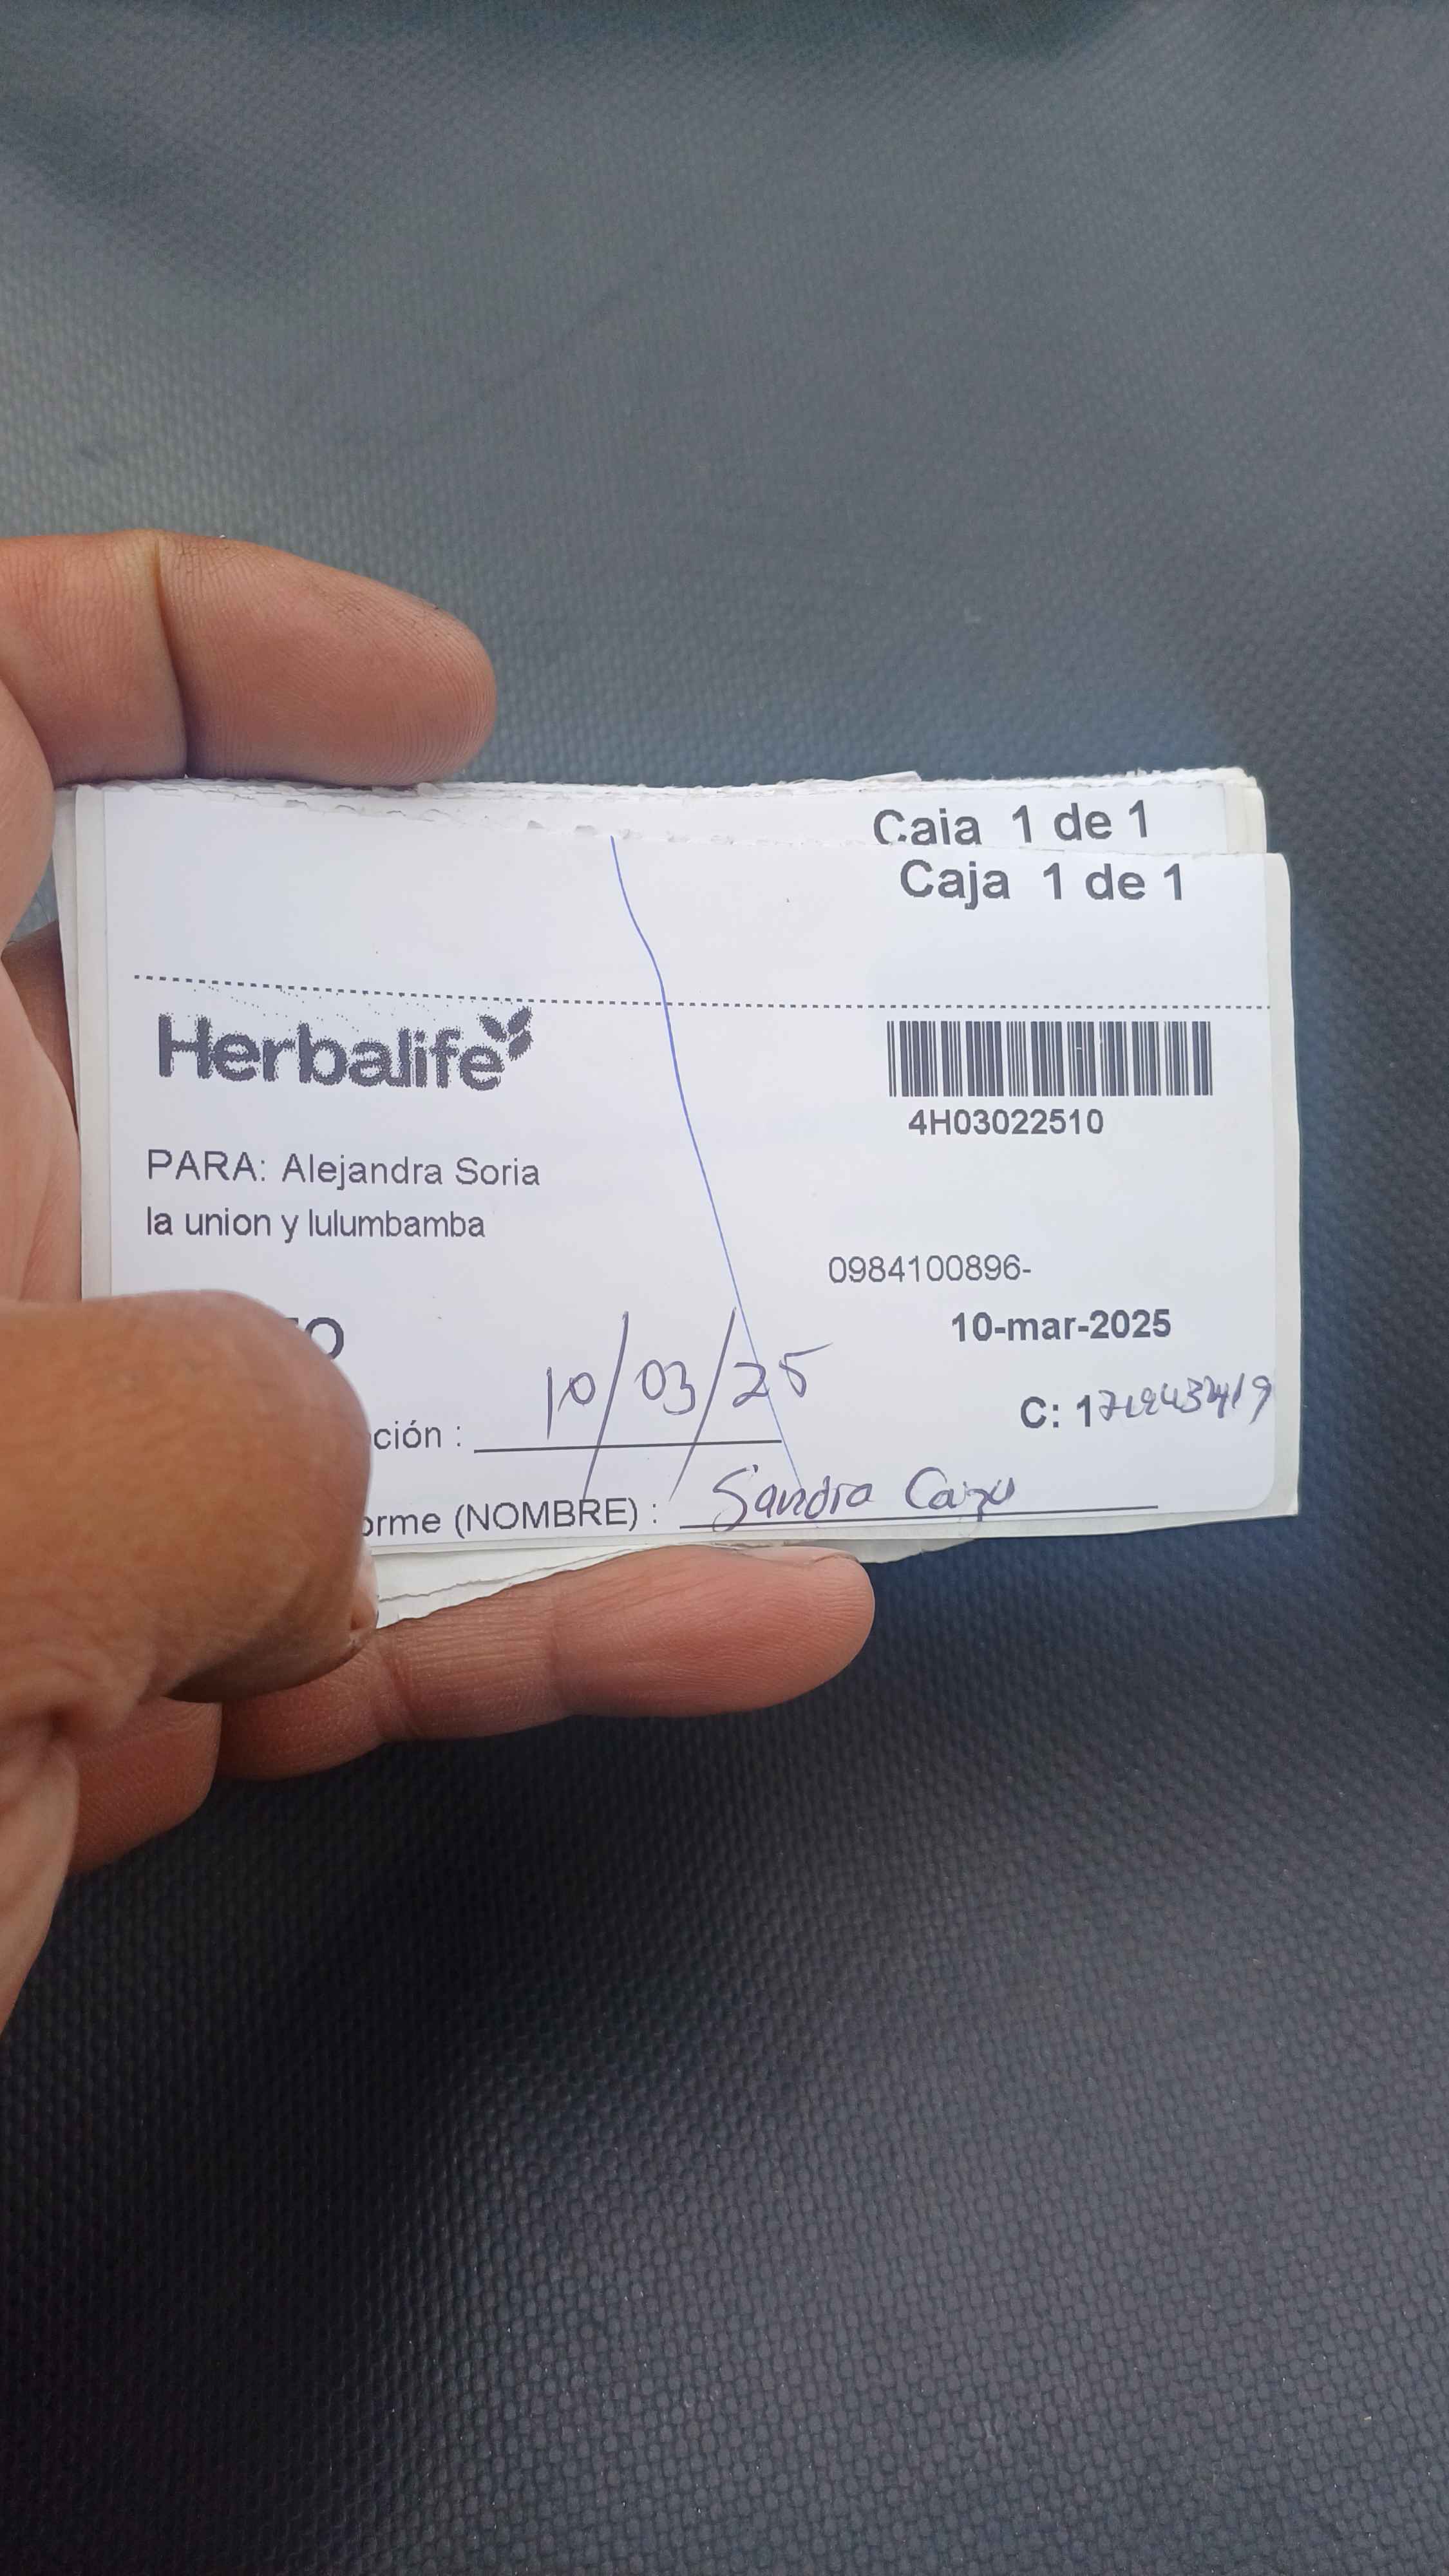 Caja 1 de 1
Caja 1 de 1
Herbalife
4H03022510
PARA: Alejandra Soria
la union y lulumbamba
0984100896-
10-mar-2025
ción : 10/03/25
C: 1
orme (NOMBRE) : Sandra